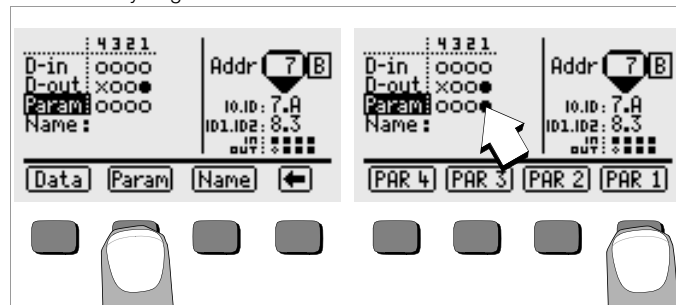 4321
D-in oooo
D-out xoo●
Param oooo
Name:
Addr 7 B
IO.ID: 7.A
ID1.ID2: 8.3
IN
OUT
Data Param Name ←
4321
D-in oooo
D-out xoo●
Param ooo●
Name:
Addr 7 B
IO.ID: 7.A
ID1.ID2: 8.3
IN
OUT
PAR 4 PAR 3 PAR 2 PAR 1